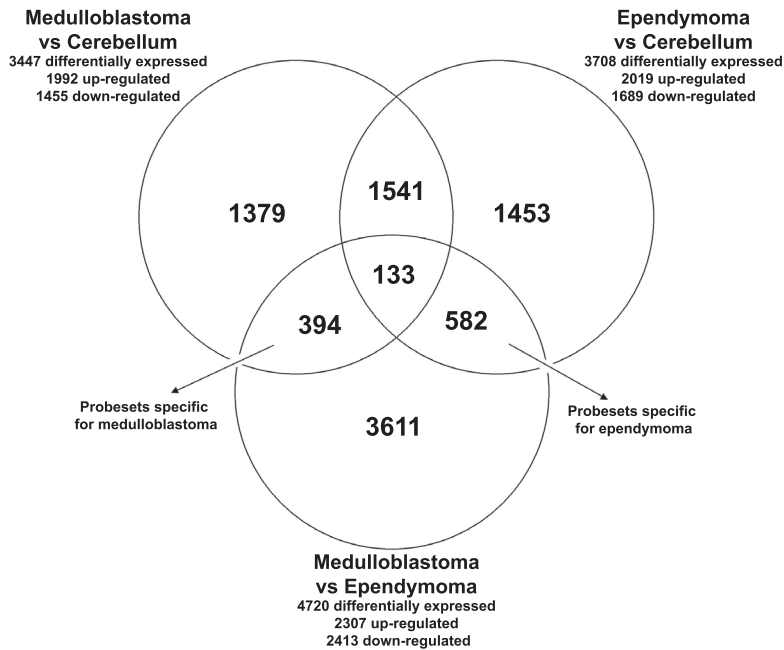 Medulloblastoma
vs Cerebellum
3447 differentially expressed
1992 up-regulated
1455 down-regulated
Ependymoma
vs Cerebellum
3708 differentially expressed
2019 up-regulated
1689 down-regulated
1379
1541
1453
133
394
582
Probesets specific
for medulloblastoma
Probesets specific
for ependymoma
3611
Medulloblastoma
vs Ependymoma
4720 differentially expressed
2307 up-regulated
2413 down-regulated